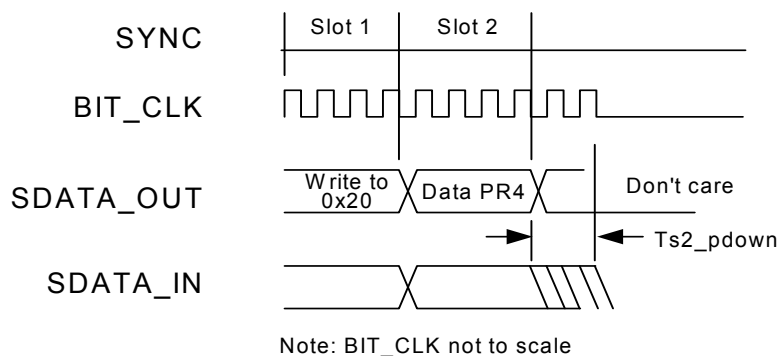 SYNC
Slot 1
Slot 2
BIT_CLK
SDATA_OUT
Write to
0x20
Data PR4
Don't care
Ts2_pdown
SDATA_IN
Note: BIT_CLK not to scale